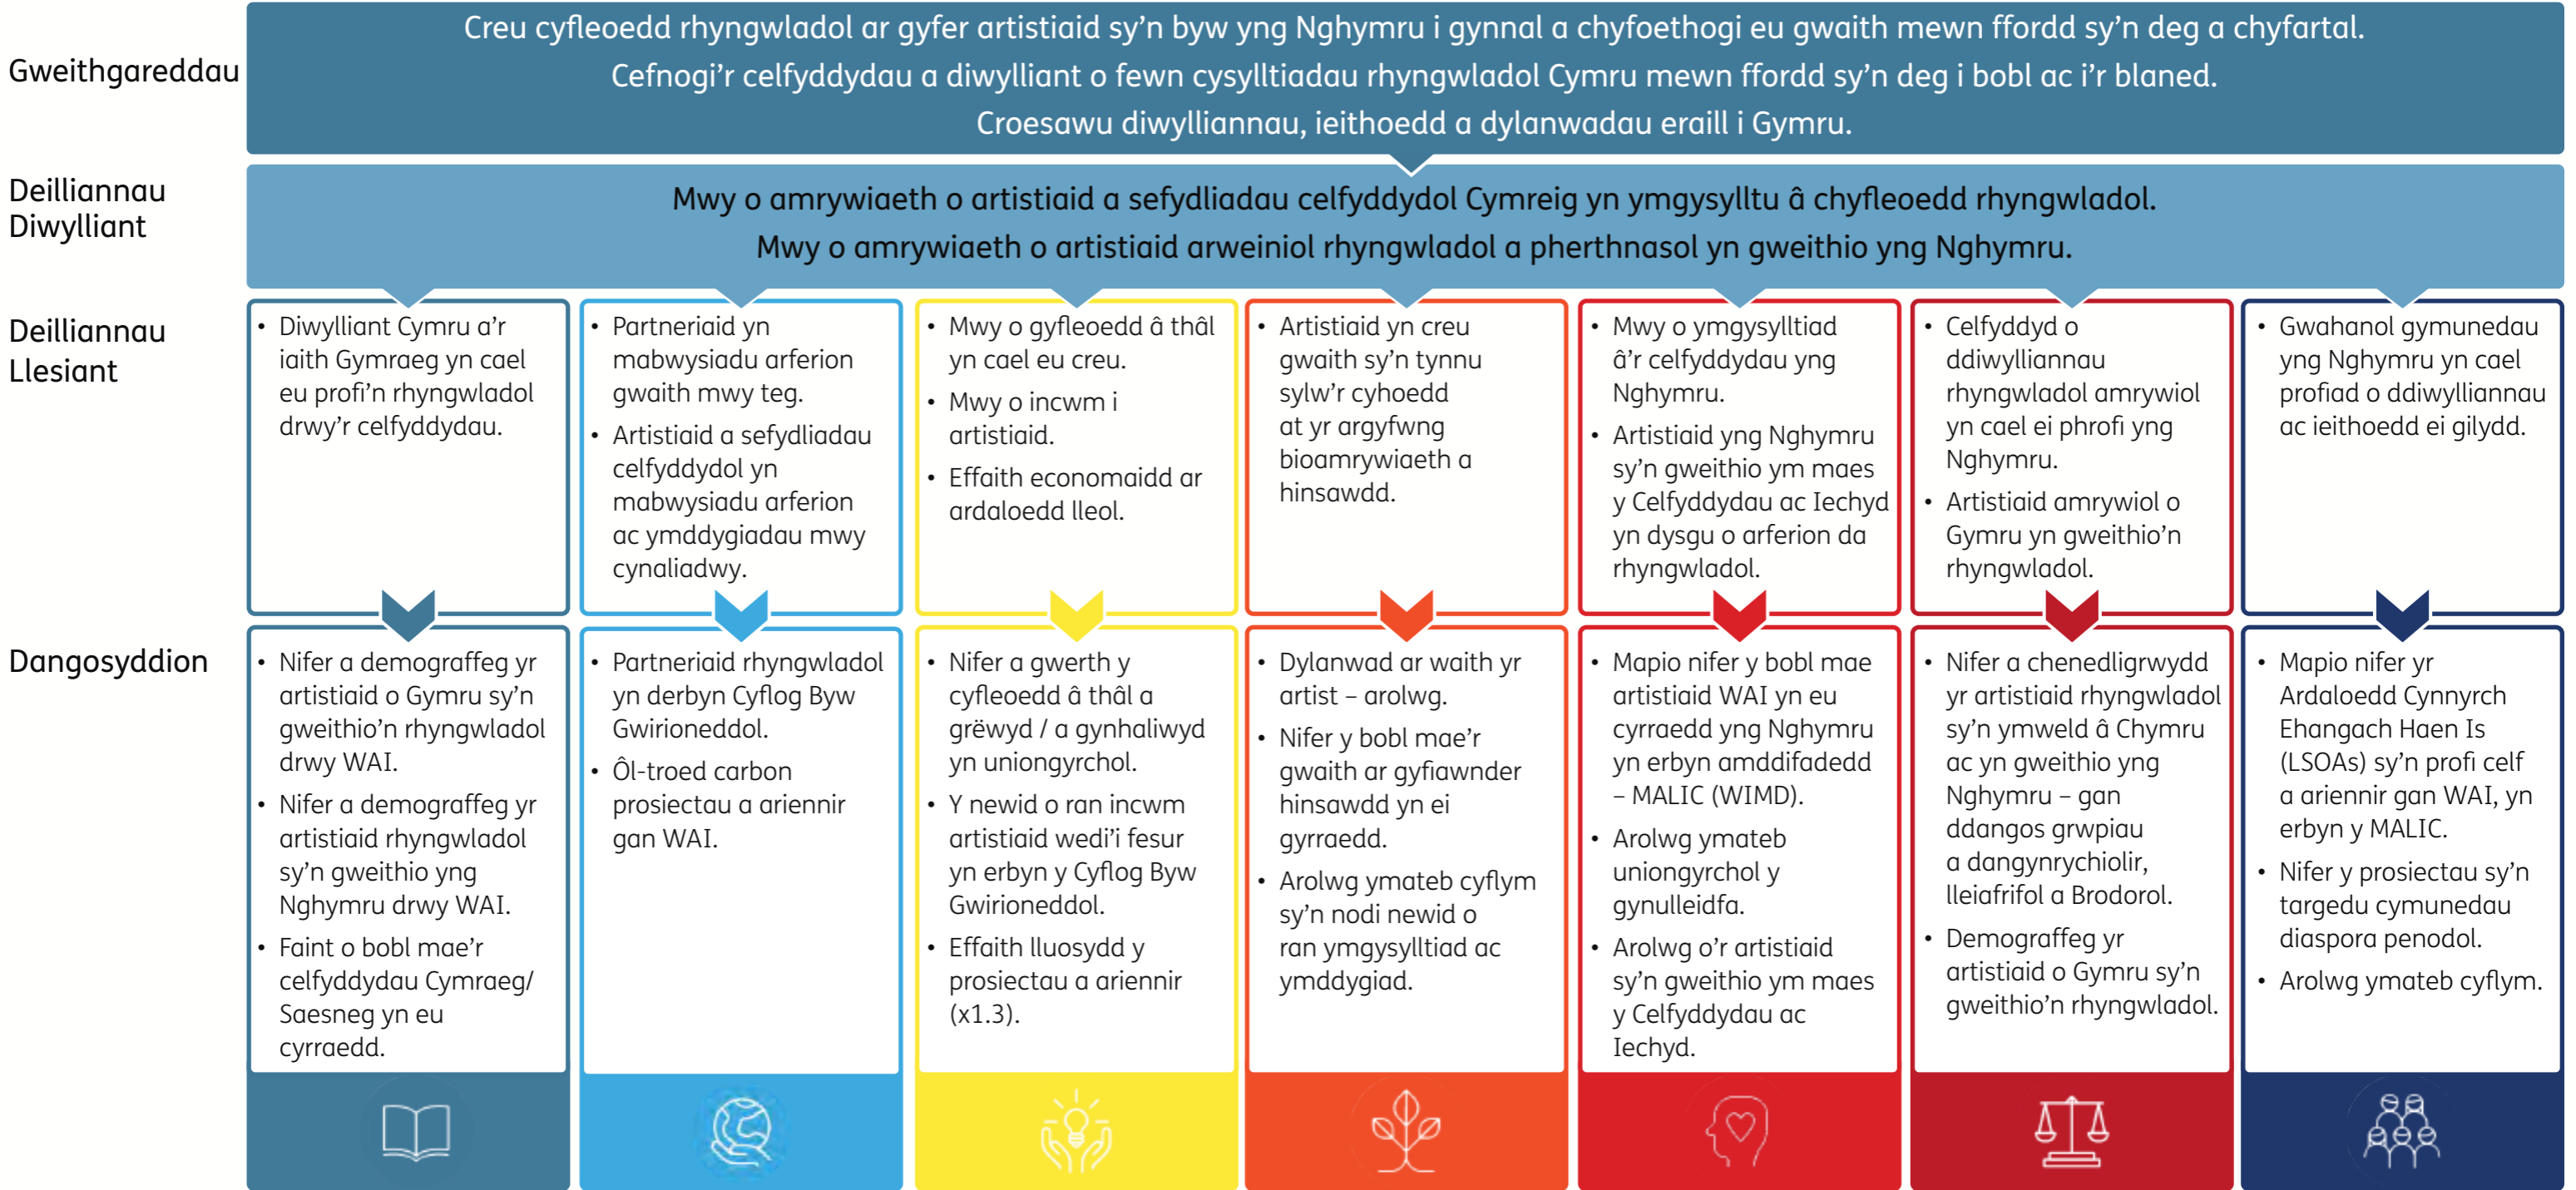 Gweithgareddau
Creu cyfleoedd rhyngwladol ar gyfer artistiaid sy’n byw yng Nghymru i gynnal a chyfoethogi eu gwaith mewn ffordd sy’n deg a chyfartal.
Cefnogi’r celfyddydau a diwylliant o fewn cysylltiadau rhyngwladol Cymru mewn ffordd sy’n deg i bobl ac i’r blaned.
Croesawu diwylliannau, ieithoedd a dylanwadau eraill i Gymru.
Deilliannau
Diwylliant
Mwy o amrywiaeth o artistiaid a sefydliadau celfyddydol Cymreig yn ymgysylltu â chyfleoedd rhyngwladol.
Mwy o amrywiaeth o artistiaid arweiniol rhyngwladol a pherthnasol yn gweithio yng Nghymru.
Deilliannau
Llesiant
• Diwylliant Cymru a’r
iaith Gymraeg yn cael
eu profi’n rhyngwladol
drwy’r celfyddydau.
• Partneriaid yn
mabwysiadu arferion
gwaith mwy teg.
• Artistiaid a sefydliadau
celfyddydol yn
mabwysiadu arferion
ac ymddygiadau mwy
cynaliadwy.
• Mwy o gyfleoedd â thâl
yn cael eu creu.
• Mwy o incwm i
artistiaid.
• Effaith economaidd ar
ardaloedd lleol.
• Artistiaid yn creu
gwaith sy’n tynnu
sylw’r cyhoedd
at yr argyfwng
bioamrywiaeth a
hinsawdd.
• Mwy o ymgysylltiad
â’r celfyddydau yng
Nghymru.
• Artistiaid yng Nghymru
sy’n gweithio ym maes
y Celfyddydau ac Iechyd
yn dysgu o arferion da
rhyngwladol.
• Celfyddyd o
ddiwylliannau
rhyngwladol amrywiol
yn cael ei phrofi yng
Nghymru.
• Artistiaid amrywiol o
Gymru yn gweithio’n
rhyngwladol.
• Gwahanol gymunedau
yng Nghymru yn cael
profiad o ddiwylliannau
ac ieithoedd ei gilydd.
Dangosyddion
• Nifer a demograffeg yr
artistiaid o Gymru sy’n
gweithio’n rhyngwladol
drwy WAI.
• Nifer a demograffeg yr
artistiaid rhyngwladol
sy’n gweithio yng
Nghymru drwy WAI.
• Faint o bobl mae’r
celfyddydau Cymraeg/
Saesneg yn eu
cyrraedd.
• Partneriaid rhyngwladol
yn derbyn Cyflog Byw
Gwirioneddol.
• Ôl-troed carbon
prosiectau a ariennir
gan WAI.
• Nifer a gwerth y
cyfleoedd â thâl a
grëwyd / a gynhaliwyd
yn uniongyrchol.
• Y newid o ran incwm
artistiaid wedi’i fesur
yn erbyn y Cyflog Byw
Gwirioneddol.
• Effaith lluosydd y
prosiectau a ariennir
(x1.3).
• Dylanwad ar waith yr
artist – arolwg.
• Nifer y bobl mae’r
gwaith ar gyfiawnder
hinsawdd yn ei
gyrraedd.
• Arolwg ymateb cyflym
sy’n nodi newid o
ran ymgysylltiad ac
ymddygiad.
• Mapio nifer y bobl mae
artistiaid WAI yn eu
cyrraedd yng Nghymru
yn erbyn amddifadedd
– MALIC (WIMD).
• Arolwg ymateb
uniongyrchol y
gynulleidfa.
• Arolwg o’r artistiaid
sy’n gweithio ym maes
y Celfyddydau ac
Iechyd.
• Nifer a chenedligrwydd
yr artistiaid rhyngwladol
sy’n ymweld â Chymru
ac yn gweithio yng
Nghymru – gan
ddangos grwpiau
a dangynrychiolir,
lleiafrifol a Brodorol.
• Demograffeg yr
artistiaid o Gymru sy’n
gweithio’n rhyngwladol.
• Mapio nifer yr
Ardaloedd Cynnyrch
Ehangach Haen Is
(LSOAs) sy’n profi celf
a ariennir gan WAI, yn
erbyn y MALIC.
• Nifer y prosiectau sy’n
targedu cymunedau
diaspora penodol.
• Arolwg ymateb cyflym.